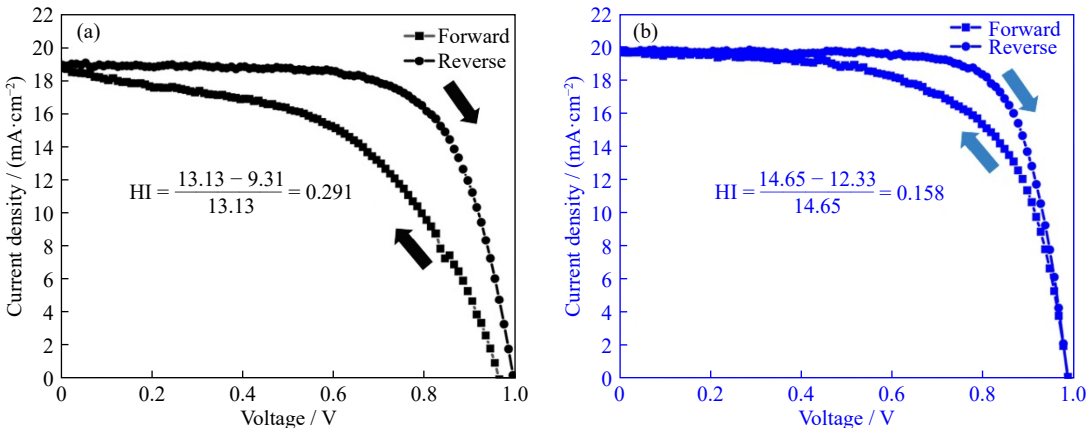 (a)
Forward
Reverse
HI = (13.13 − 9.31) / 13.13 = 0.291
Current density / (mA·cm−2)
22
20
18
16
14
12
10
8
6
4
2
0
0 0.2 0.4 0.6 0.8 1.0
Voltage / V
(b)
Forward
Reverse
HI = (14.65 − 12.33) / 14.65 = 0.158
Current density / (mA·cm−2)
22
20
18
16
14
12
10
8
6
4
2
0
0 0.2 0.4 0.6 0.8 1.0
Voltage / V